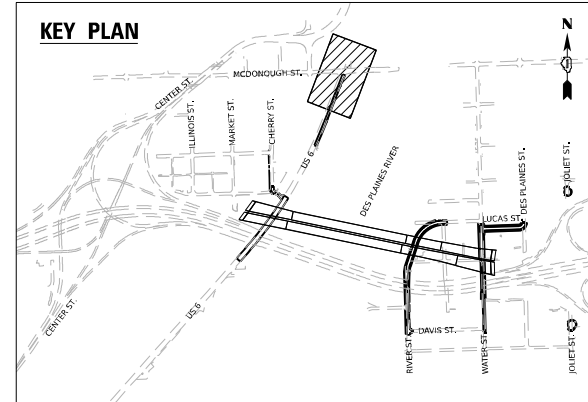 KEY PLAN
N
MCDONOUGH ST.
CENTER ST.
ILLINOIS ST.
MARKET ST.
CHERRY ST.
US 6
DES PLAINES RIVER
DES PLAINES ST.
JOLIET ST.
LUCAS ST.
CENTER ST.
US 6
DAVIS ST.
RIVER ST.
WATER ST.
JOLIET ST.